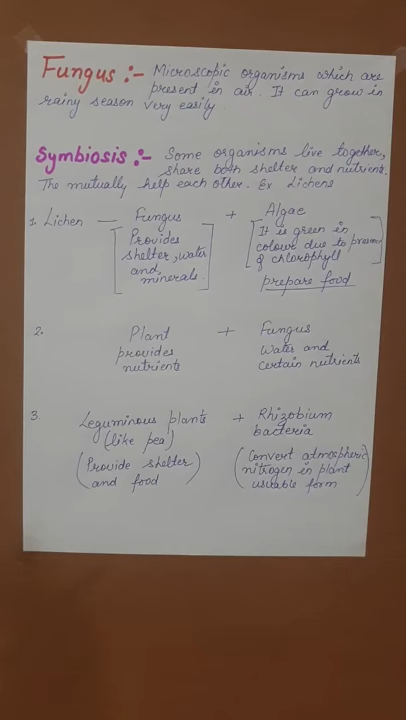 Fungus :- Microscopic organisms which are
present in air. It can grow in
rainy season very easily.
Symbiosis :- Some organisms live together,
share both shelter and nutrients.
The mutually help each other. Ex Lichens
1. Lichen — Fungus + Algae
[Provides shelter, water and minerals.]
[It is green in colour due to presen of chlorophyll]
prepare food
2. Plant + Fungus
provides nutrients
Water and certain nutrients
3. Leguminous plants + Rhizobium
(like pea) bacteria
(Provide shelter and food)
(Convert atmospheric nitrogen in plant usuable form)